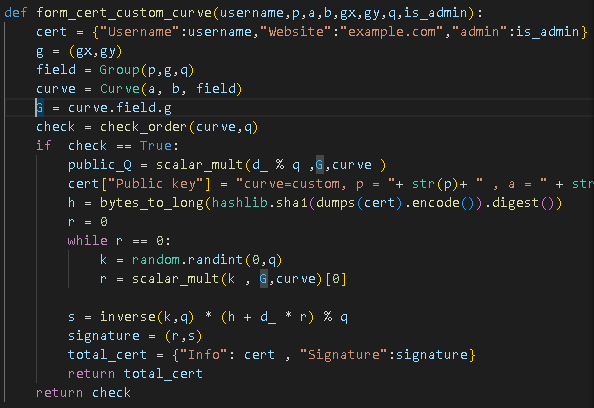 def form_cert_custom_curve(username,p,a,b,gx,gy,q,is_admin):
    cert = {"Username":username,"Website":"example.com","admin":is_admin}
    g = (gx,gy)
    field = Group(p,g,q)
    curve = Curve(a, b, field)
    G = curve.field.g
    check = check_order(curve,q)
    if  check == True:
        public_Q = scalar_mult(d_ % q ,G,curve )
        cert["Public key"] = "curve=custom, p = "+ str(p)+ " , a = " + str
        h = bytes_to_long(hashlib.sha1(dumps(cert).encode()).digest())
        r = 0
        while r == 0:
            k = random.randint(0,q)
            r = scalar_mult(k , G,curve)[0]
        s = inverse(k,q) * (h + d_ * r) % q
        signature = (r,s)
        total_cert = {"Info": cert , "Signature":signature}
        return total_cert
    return check